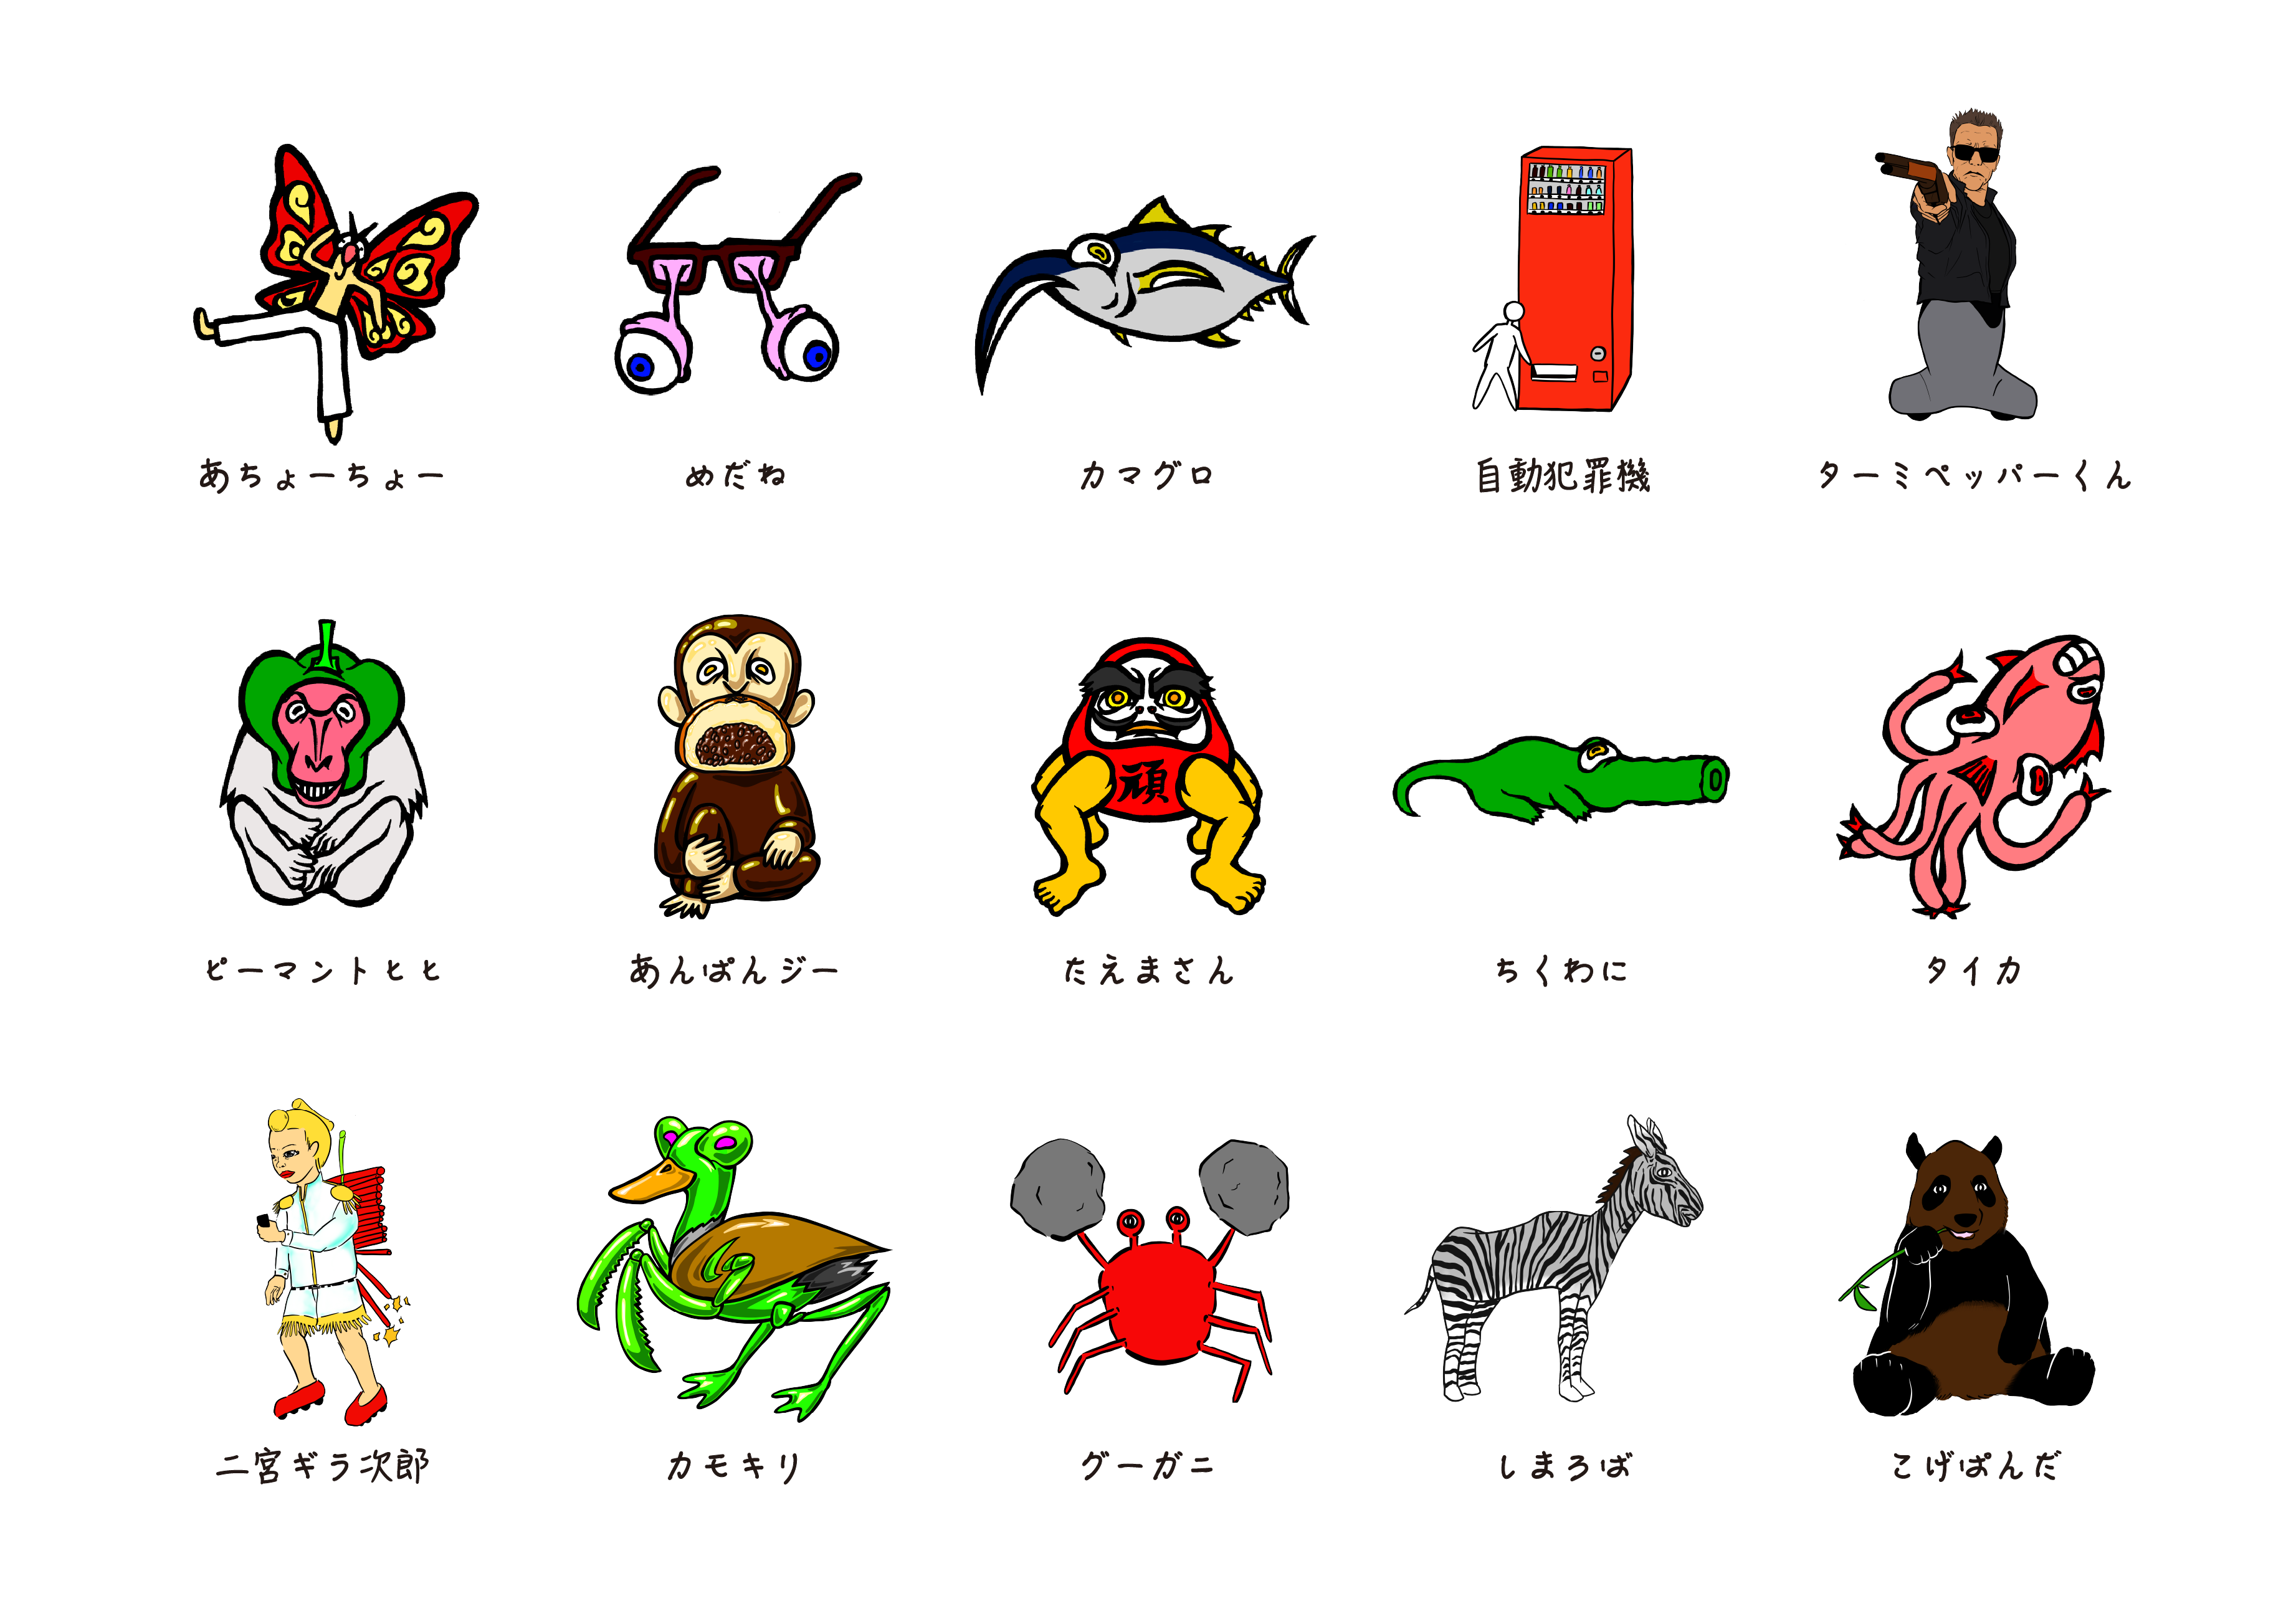 あちょーちょー
めだね
カマグロ
自動犯罪機
ターミペッパーくん
ピーマントヒヒ
あんぱんジー
頑
たえまさん
ちくわに
タイカ
二宮ギラ次郎
カモキリ
グーガニ
しまろば
こげぱんだ